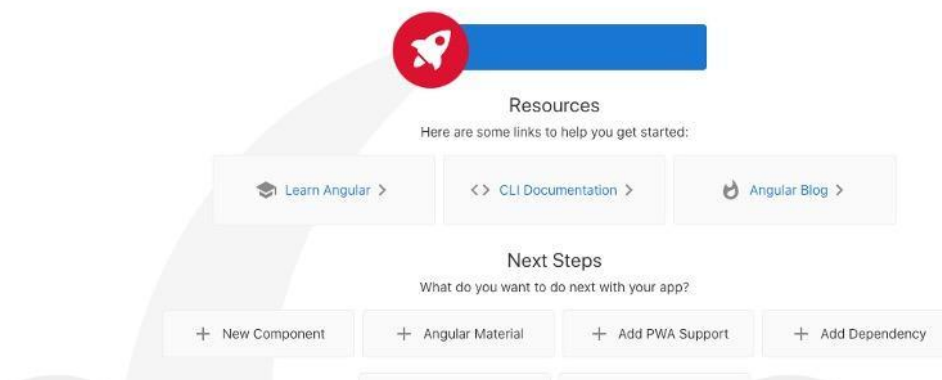 Resources
Here are some links to help you get started:
Learn Angular
CLI Documentation
Angular Blog
Next Steps
What do you want to do next with your app?
New Component
Angular Material
Add PWA Support
Add Dependency